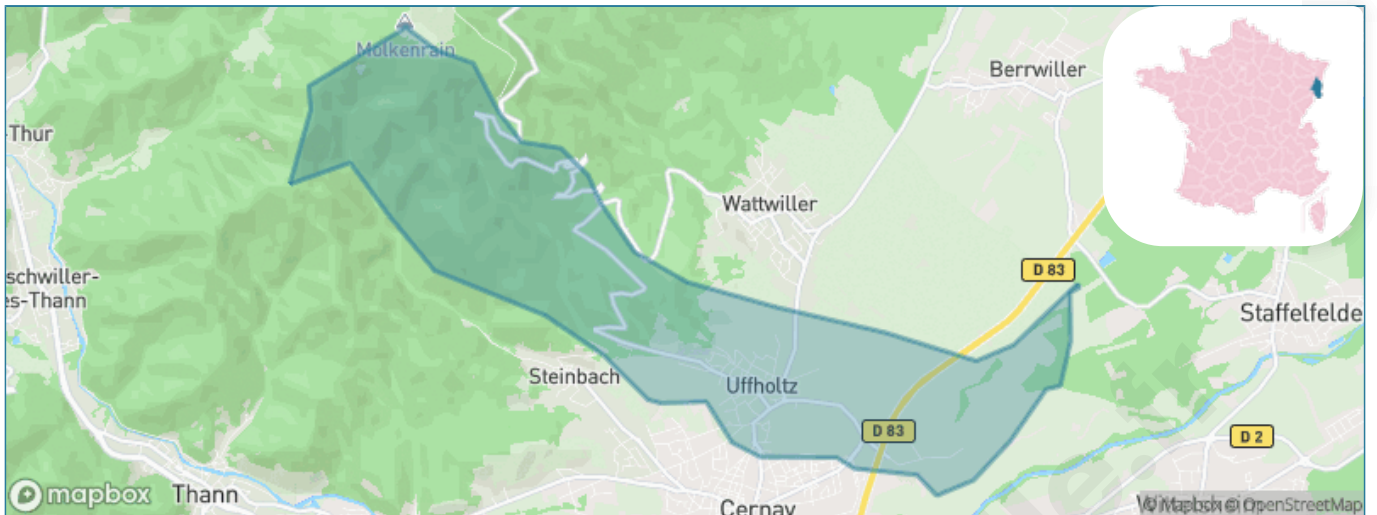 Molkenrain
Berrwiller
-Thur
Wattwiller
D 83
schwiller-
es-Thann
Staffelfelde
Steinbach
Uffholtz
D 83
D 2
mapbox
Thann
Cernay
© Mapbox © OpenStreetMap